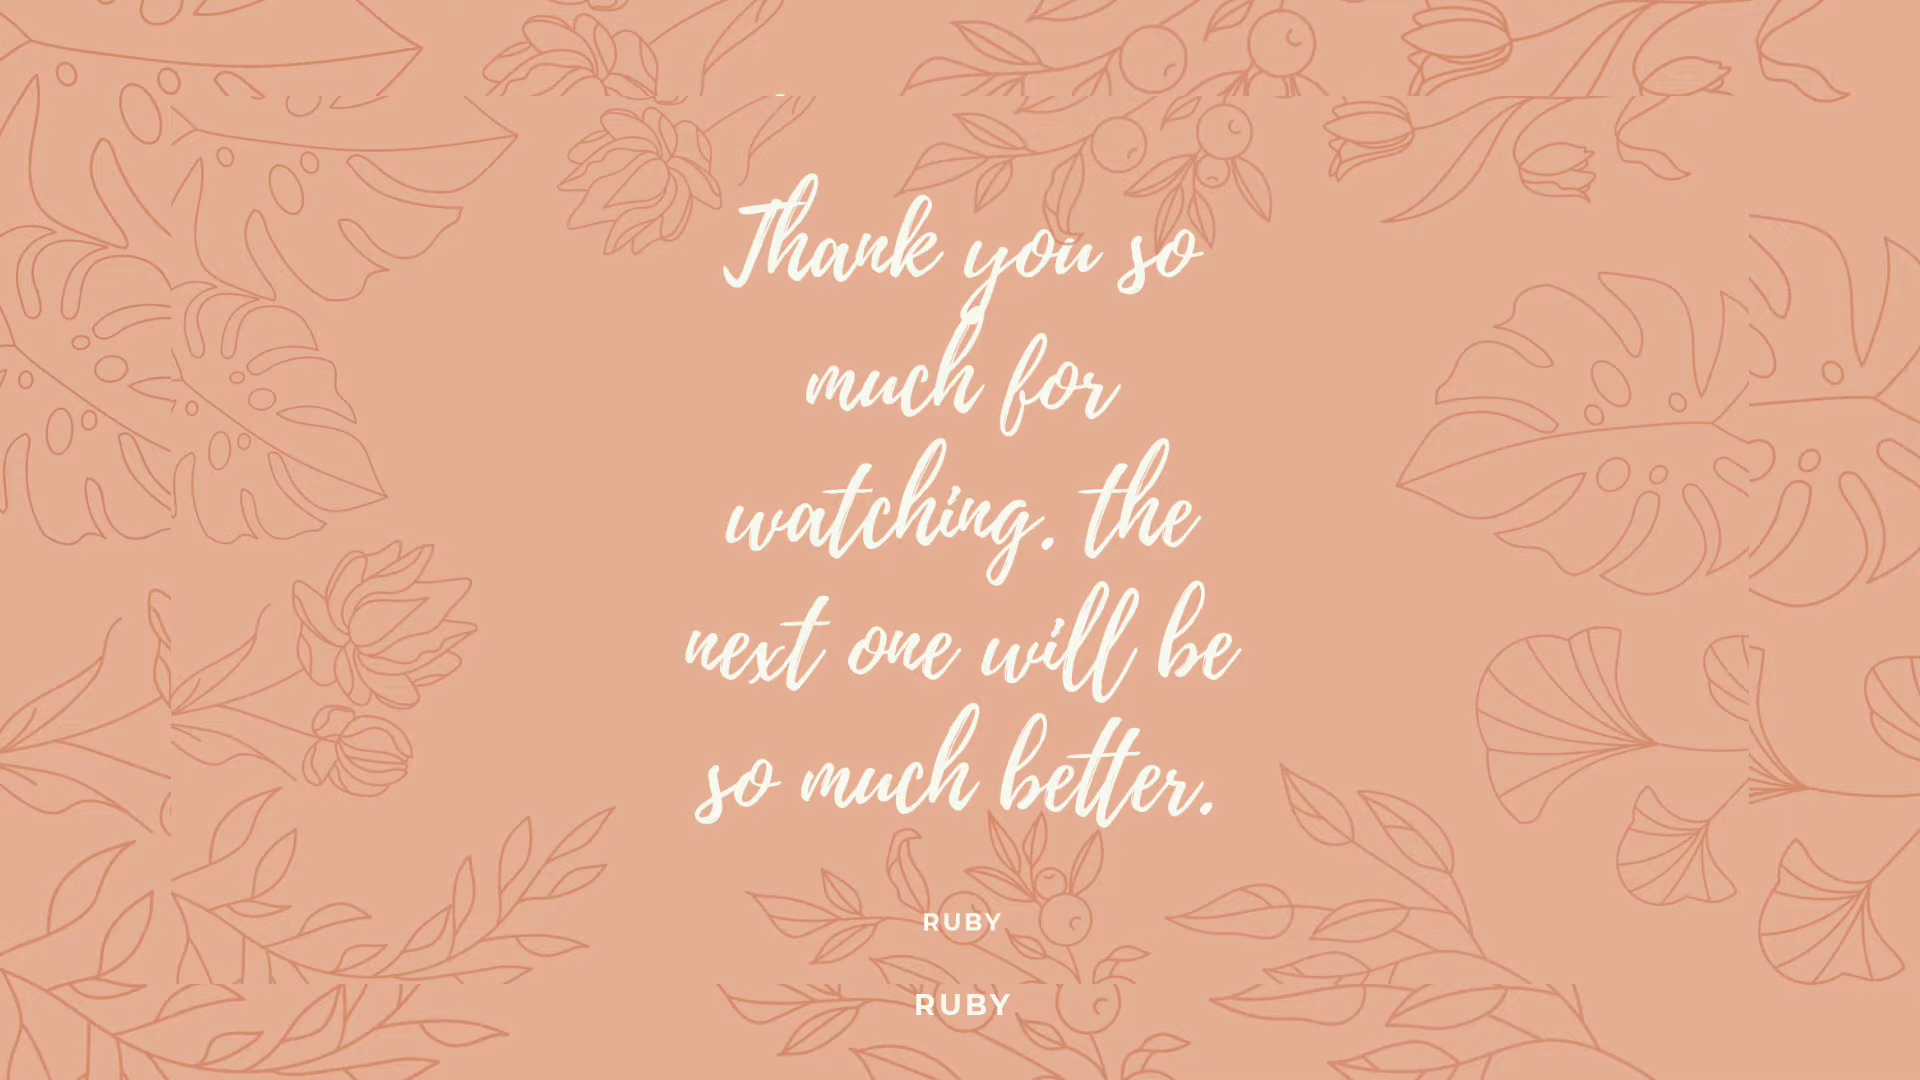 Thank you so
much for
watching. the
next one will be
so much better.
RUBY
RUBY